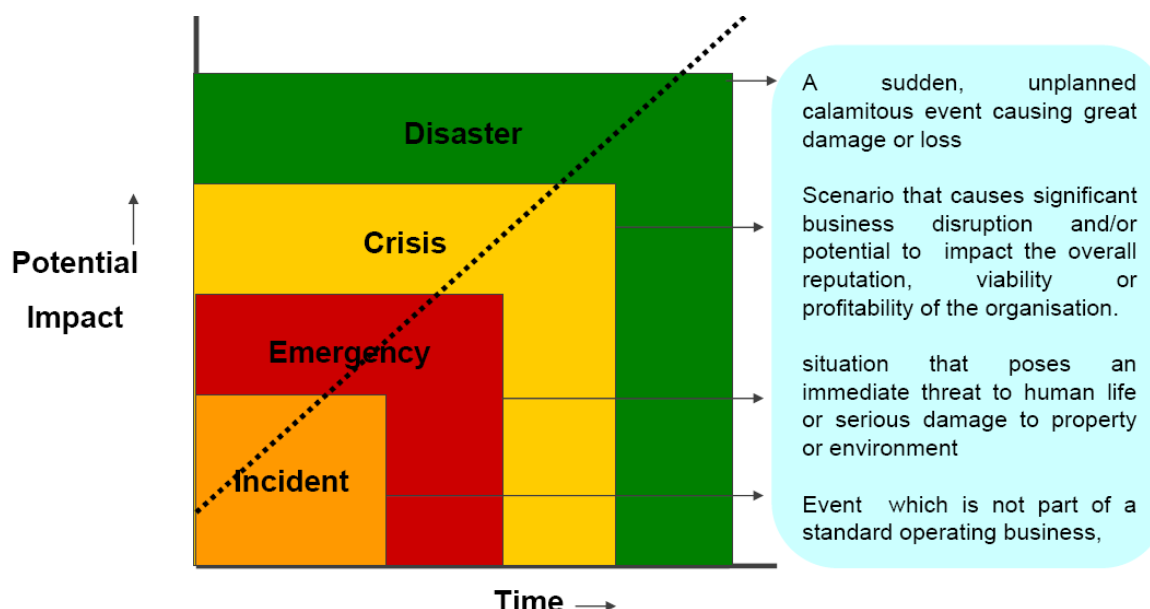 Disaster
Crisis
Potential
Impact
Emergency
Incident
Time
A sudden, unplanned
calamitous event causing great
damage or loss
Scenario that causes significant
business disruption and/or
potential to impact the overall
reputation, viability or
profitability of the organisation.
situation that poses an
immediate threat to human life
or serious damage to property
or environment
Event which is not part of a
standard operating business,